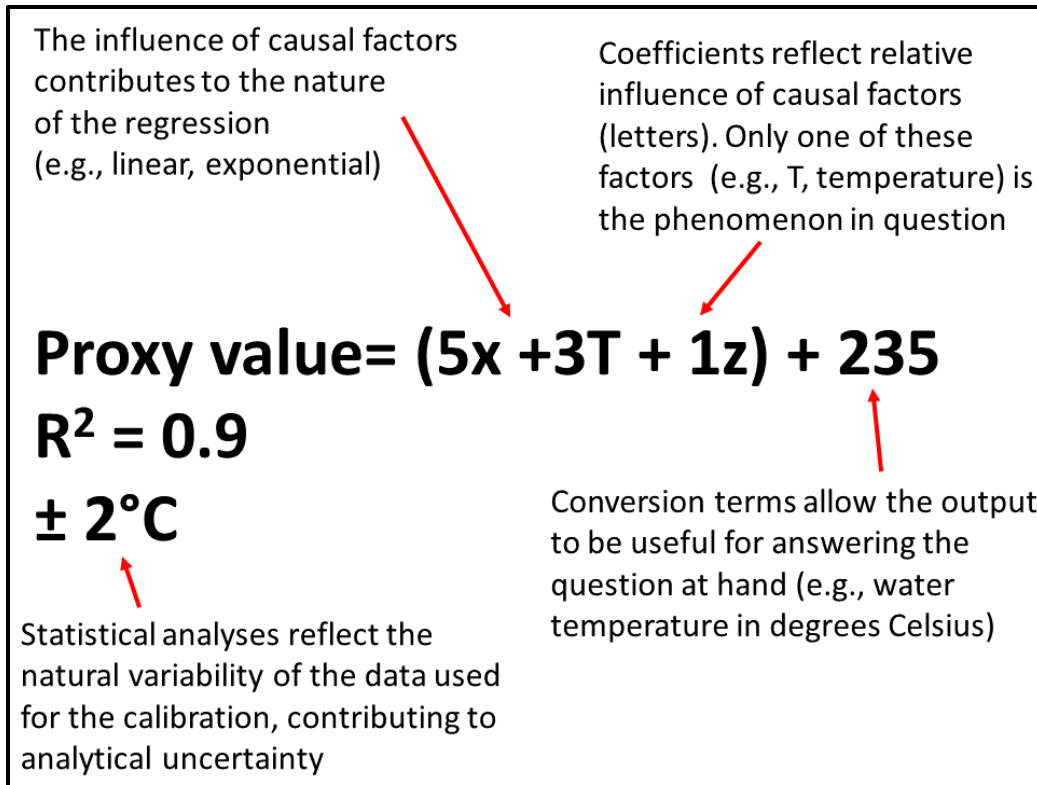 The influence of causal factors
contributes to the nature
of the regression
(e.g., linear, exponential)
Coefficients reflect relative
influence of causal factors
(letters). Only one of these
factors  (e.g., T, temperature) is
the phenomenon in question
Proxy value= (5x +3T + 1z) + 235
R² = 0.9
± 2°C
Conversion terms allow the output
to be useful for answering the
question at hand (e.g., water
temperature in degrees Celsius)
Statistical analyses reflect the
natural variability of the data used
for the calibration, contributing to
analytical uncertainty